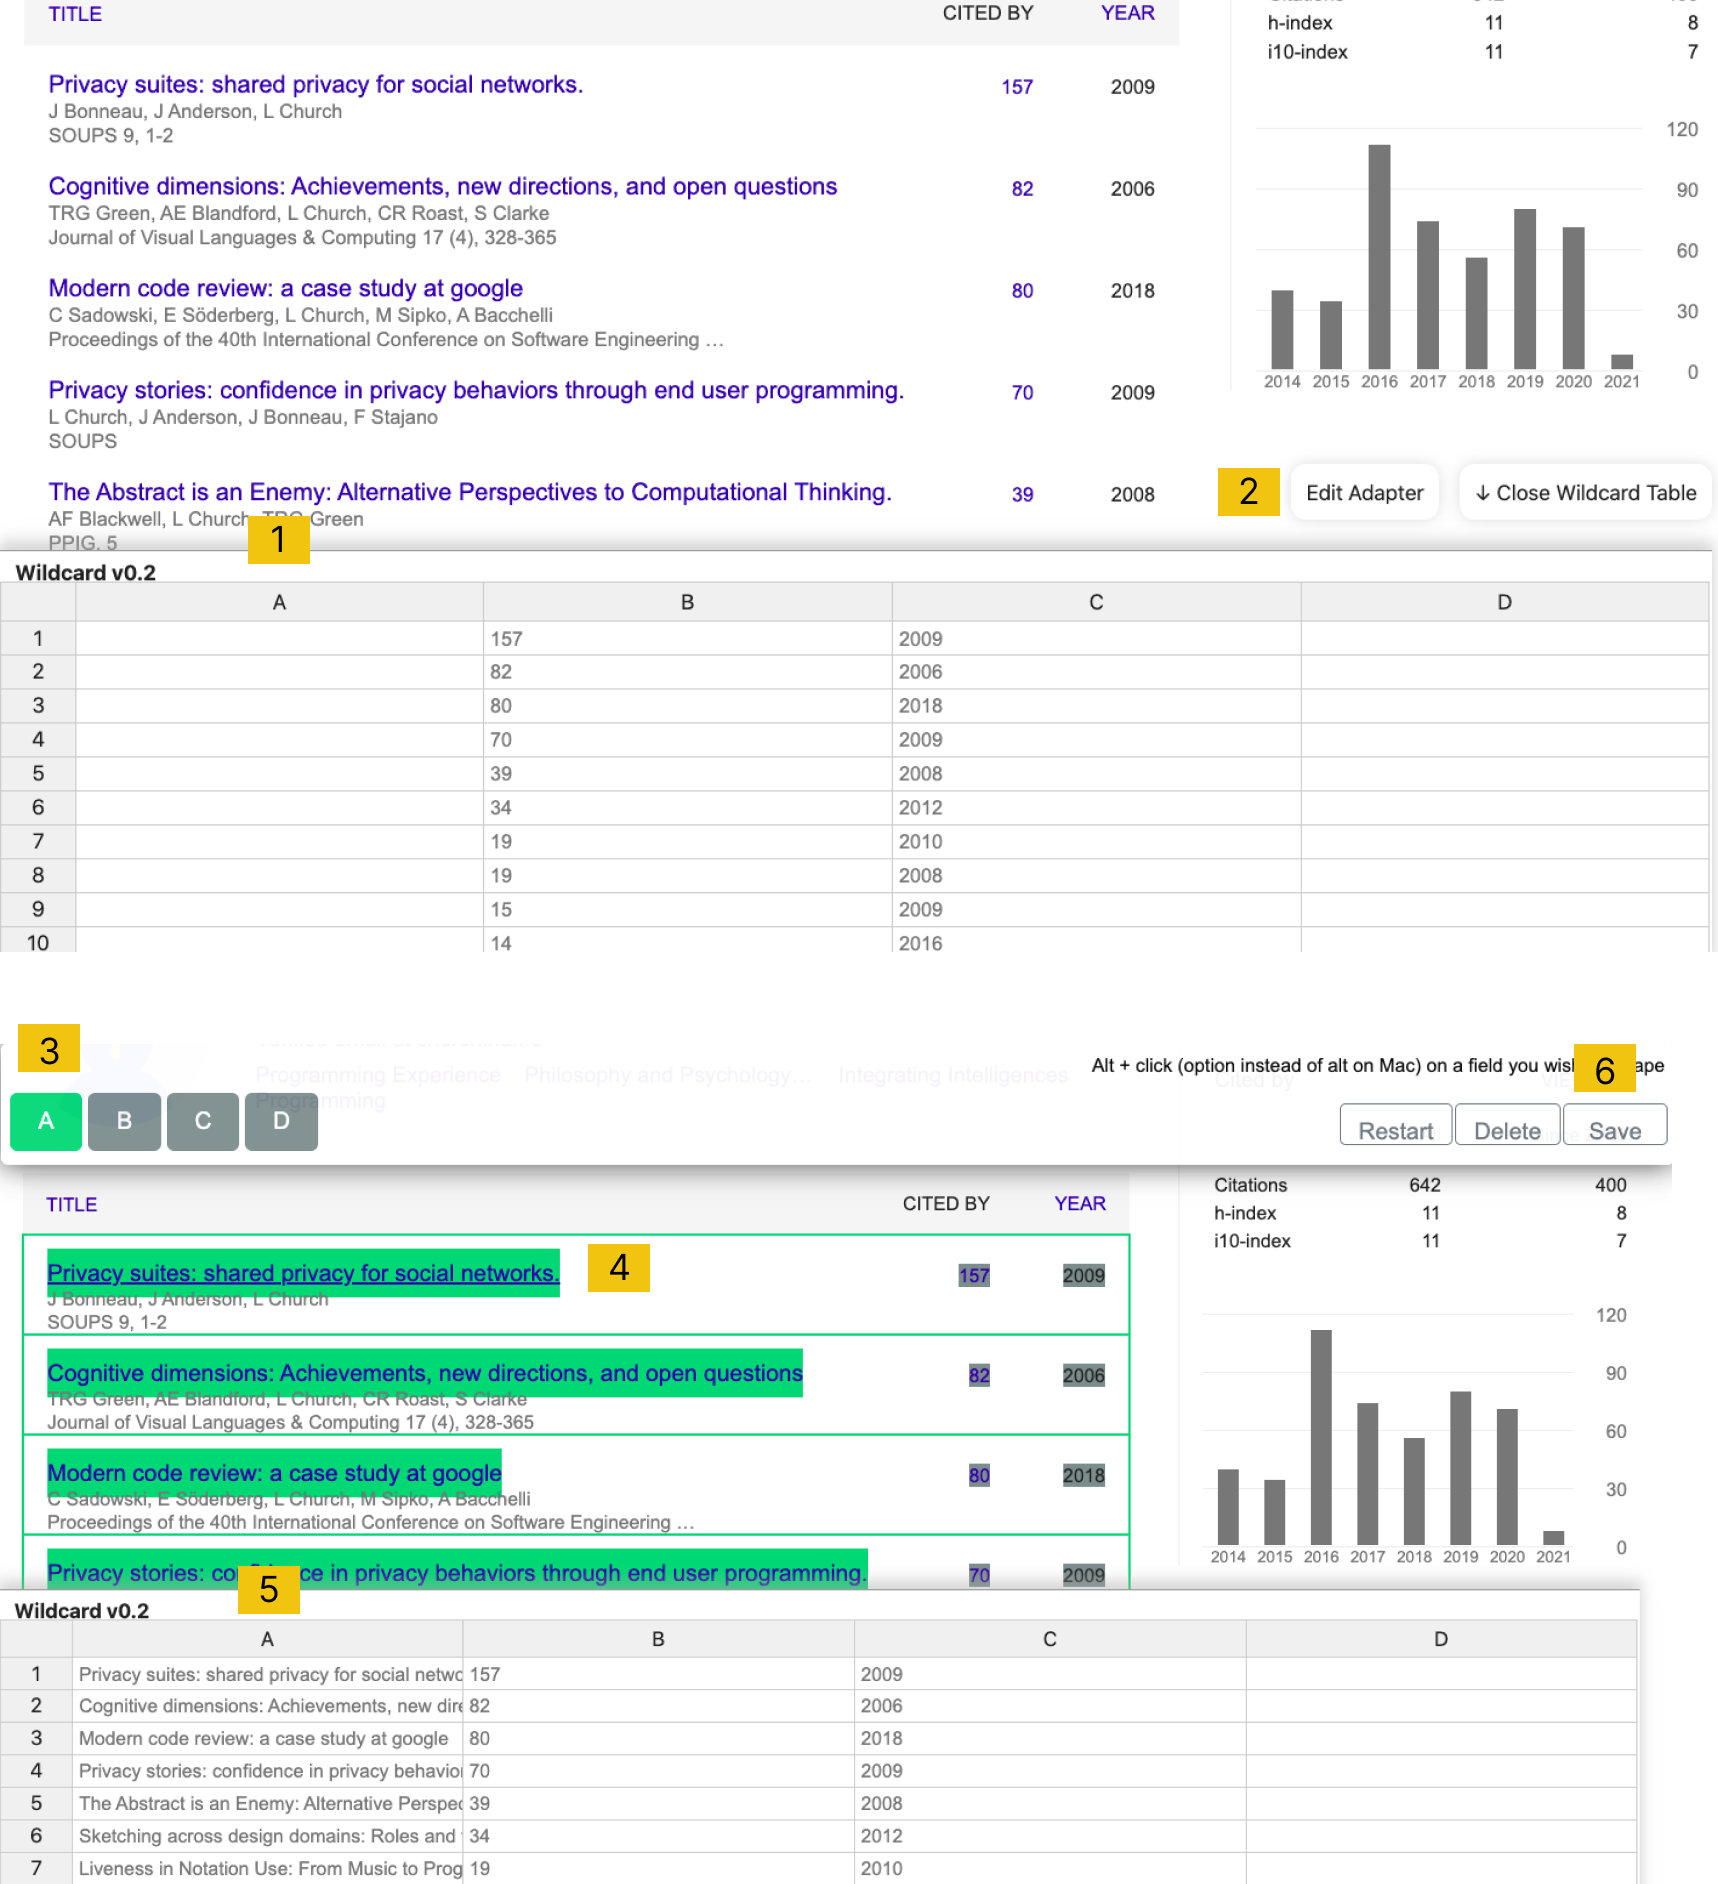 TITLE CITED BY YEAR
h-index 11 8
i10-index 11 7
Privacy suites: shared privacy for social networks. 157 2009
J Bonneau, J Anderson, L Church
SOUPS 9, 1-2
Cognitive dimensions: Achievements, new directions, and open questions 82 2006
TRG Green, AE Blandford, L Church, CR Roast, S Clarke
Journal of Visual Languages & Computing 17 (4), 328-365
Modern code review: a case study at google 80 2018
C Sadowski, E Söderberg, L Church, M Sipko, A Bacchelli
Proceedings of the 40th International Conference on Software Engineering ...
Privacy stories: confidence in privacy behaviors through end user programming. 70 2009
L Church, J Anderson, J Bonneau, F Stajano
SOUPS
The Abstract is an Enemy: Alternative Perspectives to Computational Thinking. 39 2008
AF Blackwell, L Church, TRG Green
PPIG, 5
120
90
60
30
0
2014 2015 2016 2017 2018 2019 2020 2021
2 Edit Adapter ↓ Close Wildcard Table
1
Wildcard v0.2
A B C D
1 157 2009
2 82 2006
3 80 2018
4 70 2009
5 39 2008
6 34 2012
7 19 2010
8 19 2008
9 15 2009
10 14 2016
3
Programming Experience Philosophy and Psychology... Integrating Intelligences
Programming
Alt + click (option instead of alt on Mac) on a field you wish ape
Cited by
6
A B C D
Restart Delete Save
TITLE CITED BY YEAR
Citations 642 400
h-index 11 8
i10-index 11 7
Privacy suites: shared privacy for social networks. 4 157 2009
J Bonneau, J Anderson, L Church
SOUPS 9, 1-2
Cognitive dimensions: Achievements, new directions, and open questions 82 2006
TRG Green, AE Blandford, L Church, CR Roast, S Clarke
Journal of Visual Languages & Computing 17 (4), 328-365
Modern code review: a case study at google 80 2018
C Sadowski, E Söderberg, L Church, M Sipko, A Bacchelli
Proceedings of the 40th International Conference on Software Engineering ...
Privacy stories: co ce in privacy behaviors through end user programming. 70 2009
120
90
60
30
0
2014 2015 2016 2017 2018 2019 2020 2021
5
Wildcard v0.2
A B C D
1 Privacy suites: shared privacy for social netwo 157 2009
2 Cognitive dimensions: Achievements, new dire 82 2006
3 Modern code review: a case study at google 80 2018
4 Privacy stories: confidence in privacy behavior 70 2009
5 The Abstract is an Enemy: Alternative Perspec 39 2008
6 Sketching across design domains: Roles and 34 2012
7 Liveness in Notation Use: From Music to Prog 19 2010